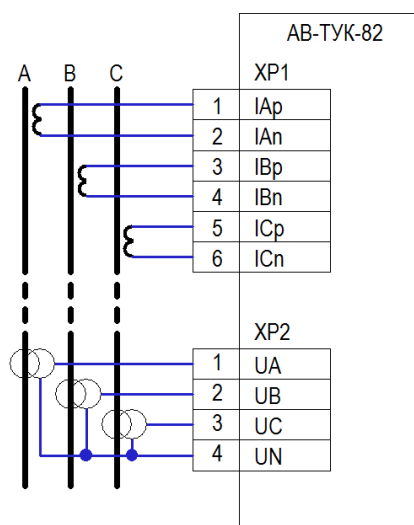 АВ-ТУК-82
A B C XP1
1 IAp
2 IAn
3 IBp
4 IBn
5 ICp
6 ICn
XP2
1 UA
2 UB
3 UC
4 UN